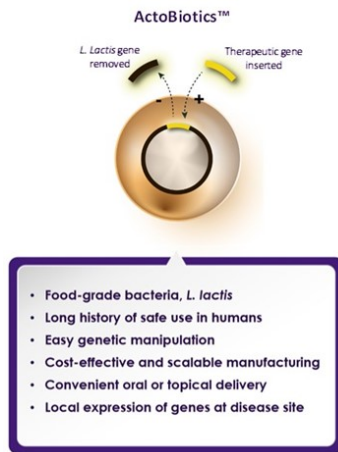 ActoBiotics™
L. Lactis gene
removed
Therapeutic gene
inserted
- +
• Food-grade bacteria, L. lactis
• Long history of safe use in humans
• Easy genetic manipulation
• Cost-effective and scalable manufacturing
• Convenient oral or topical delivery
• Local expression of genes at disease site